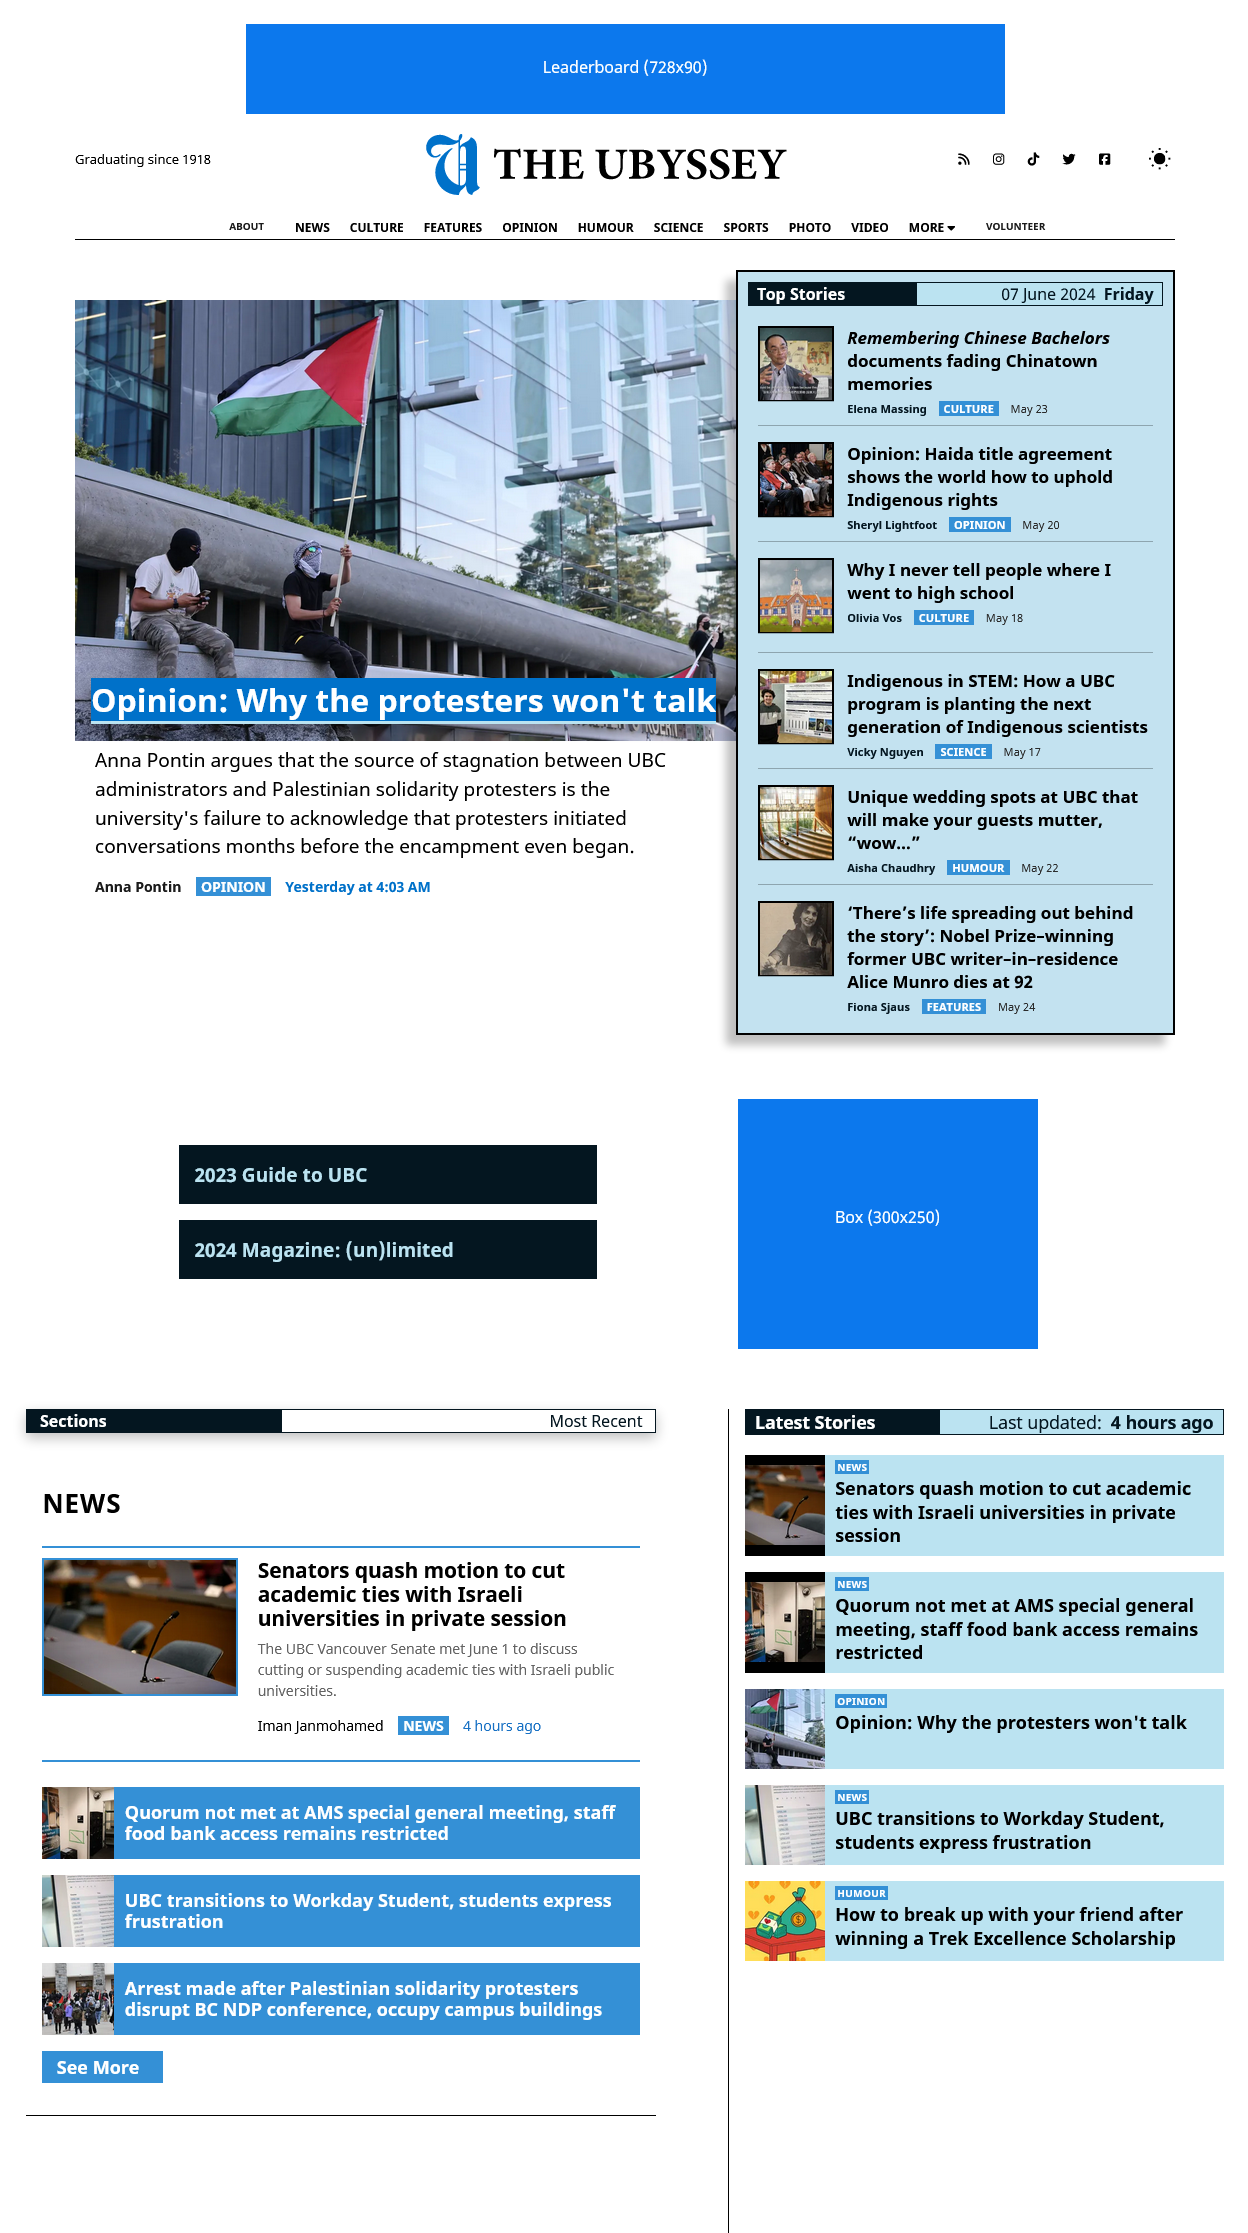 Leaderboard (728x90)
Graduating since 1918
THE UBYSSEY
ABOUT NEWS CULTURE FEATURES OPINION HUMOUR SCIENCE SPORTS PHOTO VIDEO MORE VOLUNTEER
Opinion: Why the protesters won't talk
Anna Pontin argues that the source of stagnation between UBC
administrators and Palestinian solidarity protesters is the
university's failure to acknowledge that protesters initiated
conversations months before the encampment even began.
Anna Pontin OPINION Yesterday at 4:03 AM
Top Stories 07 June 2024 Friday
Remembering Chinese Bachelors
documents fading Chinatown
memories
Elena Massing CULTURE May 23
Opinion: Haida title agreement
shows the world how to uphold
Indigenous rights
Sheryl Lightfoot OPINION May 20
Why I never tell people where I
went to high school
Olivia Vos CULTURE May 18
Indigenous in STEM: How a UBC
program is planting the next
generation of Indigenous scientists
Vicky Nguyen SCIENCE May 17
Unique wedding spots at UBC that
will make your guests mutter,
“wow...”
Aisha Chaudhry HUMOUR May 22
‘There’s life spreading out behind
the story’: Nobel Prize–winning
former UBC writer–in–residence
Alice Munro dies at 92
Fiona Sjaus FEATURES May 24
2023 Guide to UBC
2024 Magazine: (un)limited
Box (300x250)
Sections Most Recent
NEWS
Senators quash motion to cut
academic ties with Israeli
universities in private session
The UBC Vancouver Senate met June 1 to discuss
cutting or suspending academic ties with Israeli public
universities.
Iman Janmohamed NEWS 4 hours ago
Quorum not met at AMS special general meeting, staff
food bank access remains restricted
UBC transitions to Workday Student, students express
frustration
Arrest made after Palestinian solidarity protesters
disrupt BC NDP conference, occupy campus buildings
See More
Latest Stories Last updated: 4 hours ago
NEWS
Senators quash motion to cut academic
ties with Israeli universities in private
session
NEWS
Quorum not met at AMS special general
meeting, staff food bank access remains
restricted
OPINION
Opinion: Why the protesters won't talk
NEWS
UBC transitions to Workday Student,
students express frustration
HUMOUR
How to break up with your friend after
winning a Trek Excellence Scholarship